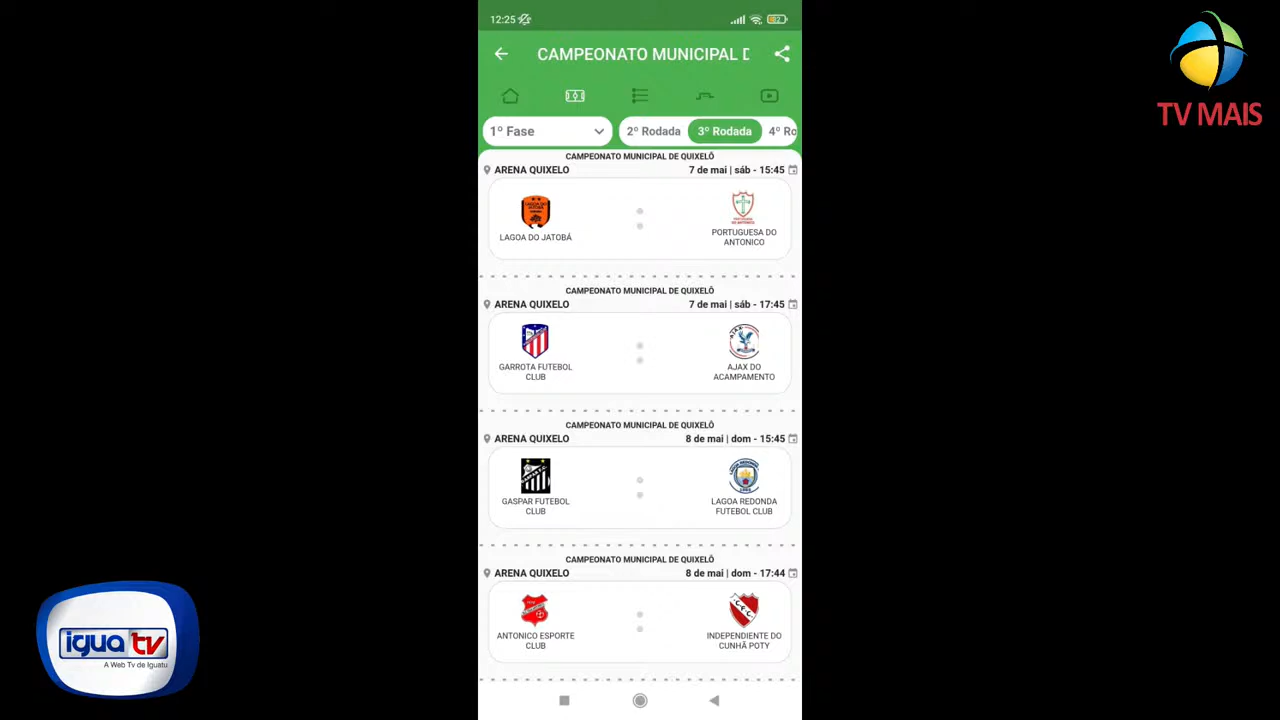 12:25
CAMPEONATO MUNICIPAL D
TV MAIS
1º Fase
2º Rodada
3º Rodada
4º Ro
CAMPEONATO MUNICIPAL DE QUIXELÔ
ARENA QUIXELO
7 de mai | sáb - 15:45
LAGOA DO JATOBÁ
PORTUGUESA DO
ANTONICO
CAMPEONATO MUNICIPAL DE QUIXELÔ
ARENA QUIXELO
7 de mai | sáb - 17:45
GARROTA FUTEBOL
CLUB
AJAX DO
ACAMPAMENTO
CAMPEONATO MUNICIPAL DE QUIXELÔ
ARENA QUIXELO
8 de mai | dom - 15:45
GASPAR FUTEBOL
CLUB
LAGOA REDONDA
FUTEBOL CLUB
CAMPEONATO MUNICIPAL DE QUIXELÔ
ARENA QUIXELO
8 de mai | dom - 17:44
ANTONICO ESPORTE
CLUB
INDEPENDIENTE DO
CUNHÃ POTY
igua tv
A Web Tv de Iguatu